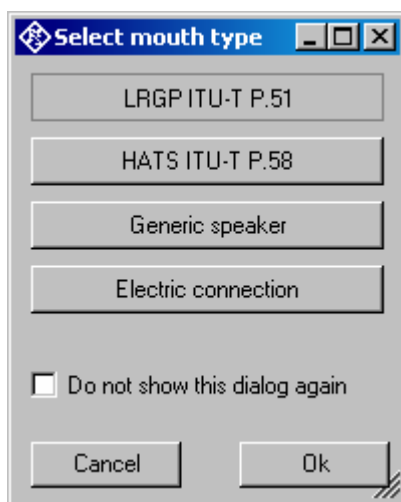 Select mouth type
LRGP ITU-T P.51
HATS ITU-T P.58
Generic speaker
Electric connection
Do not show this dialog again
Cancel Ok